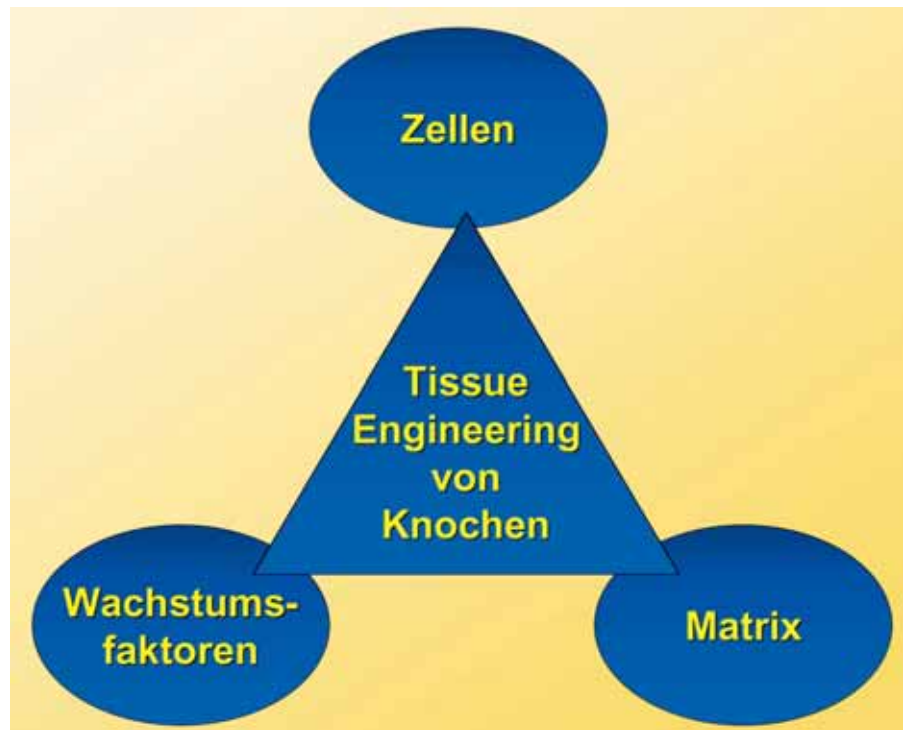 Zellen
Tissue
Engineering
von
Knochen
Wachstums-
faktoren
Matrix